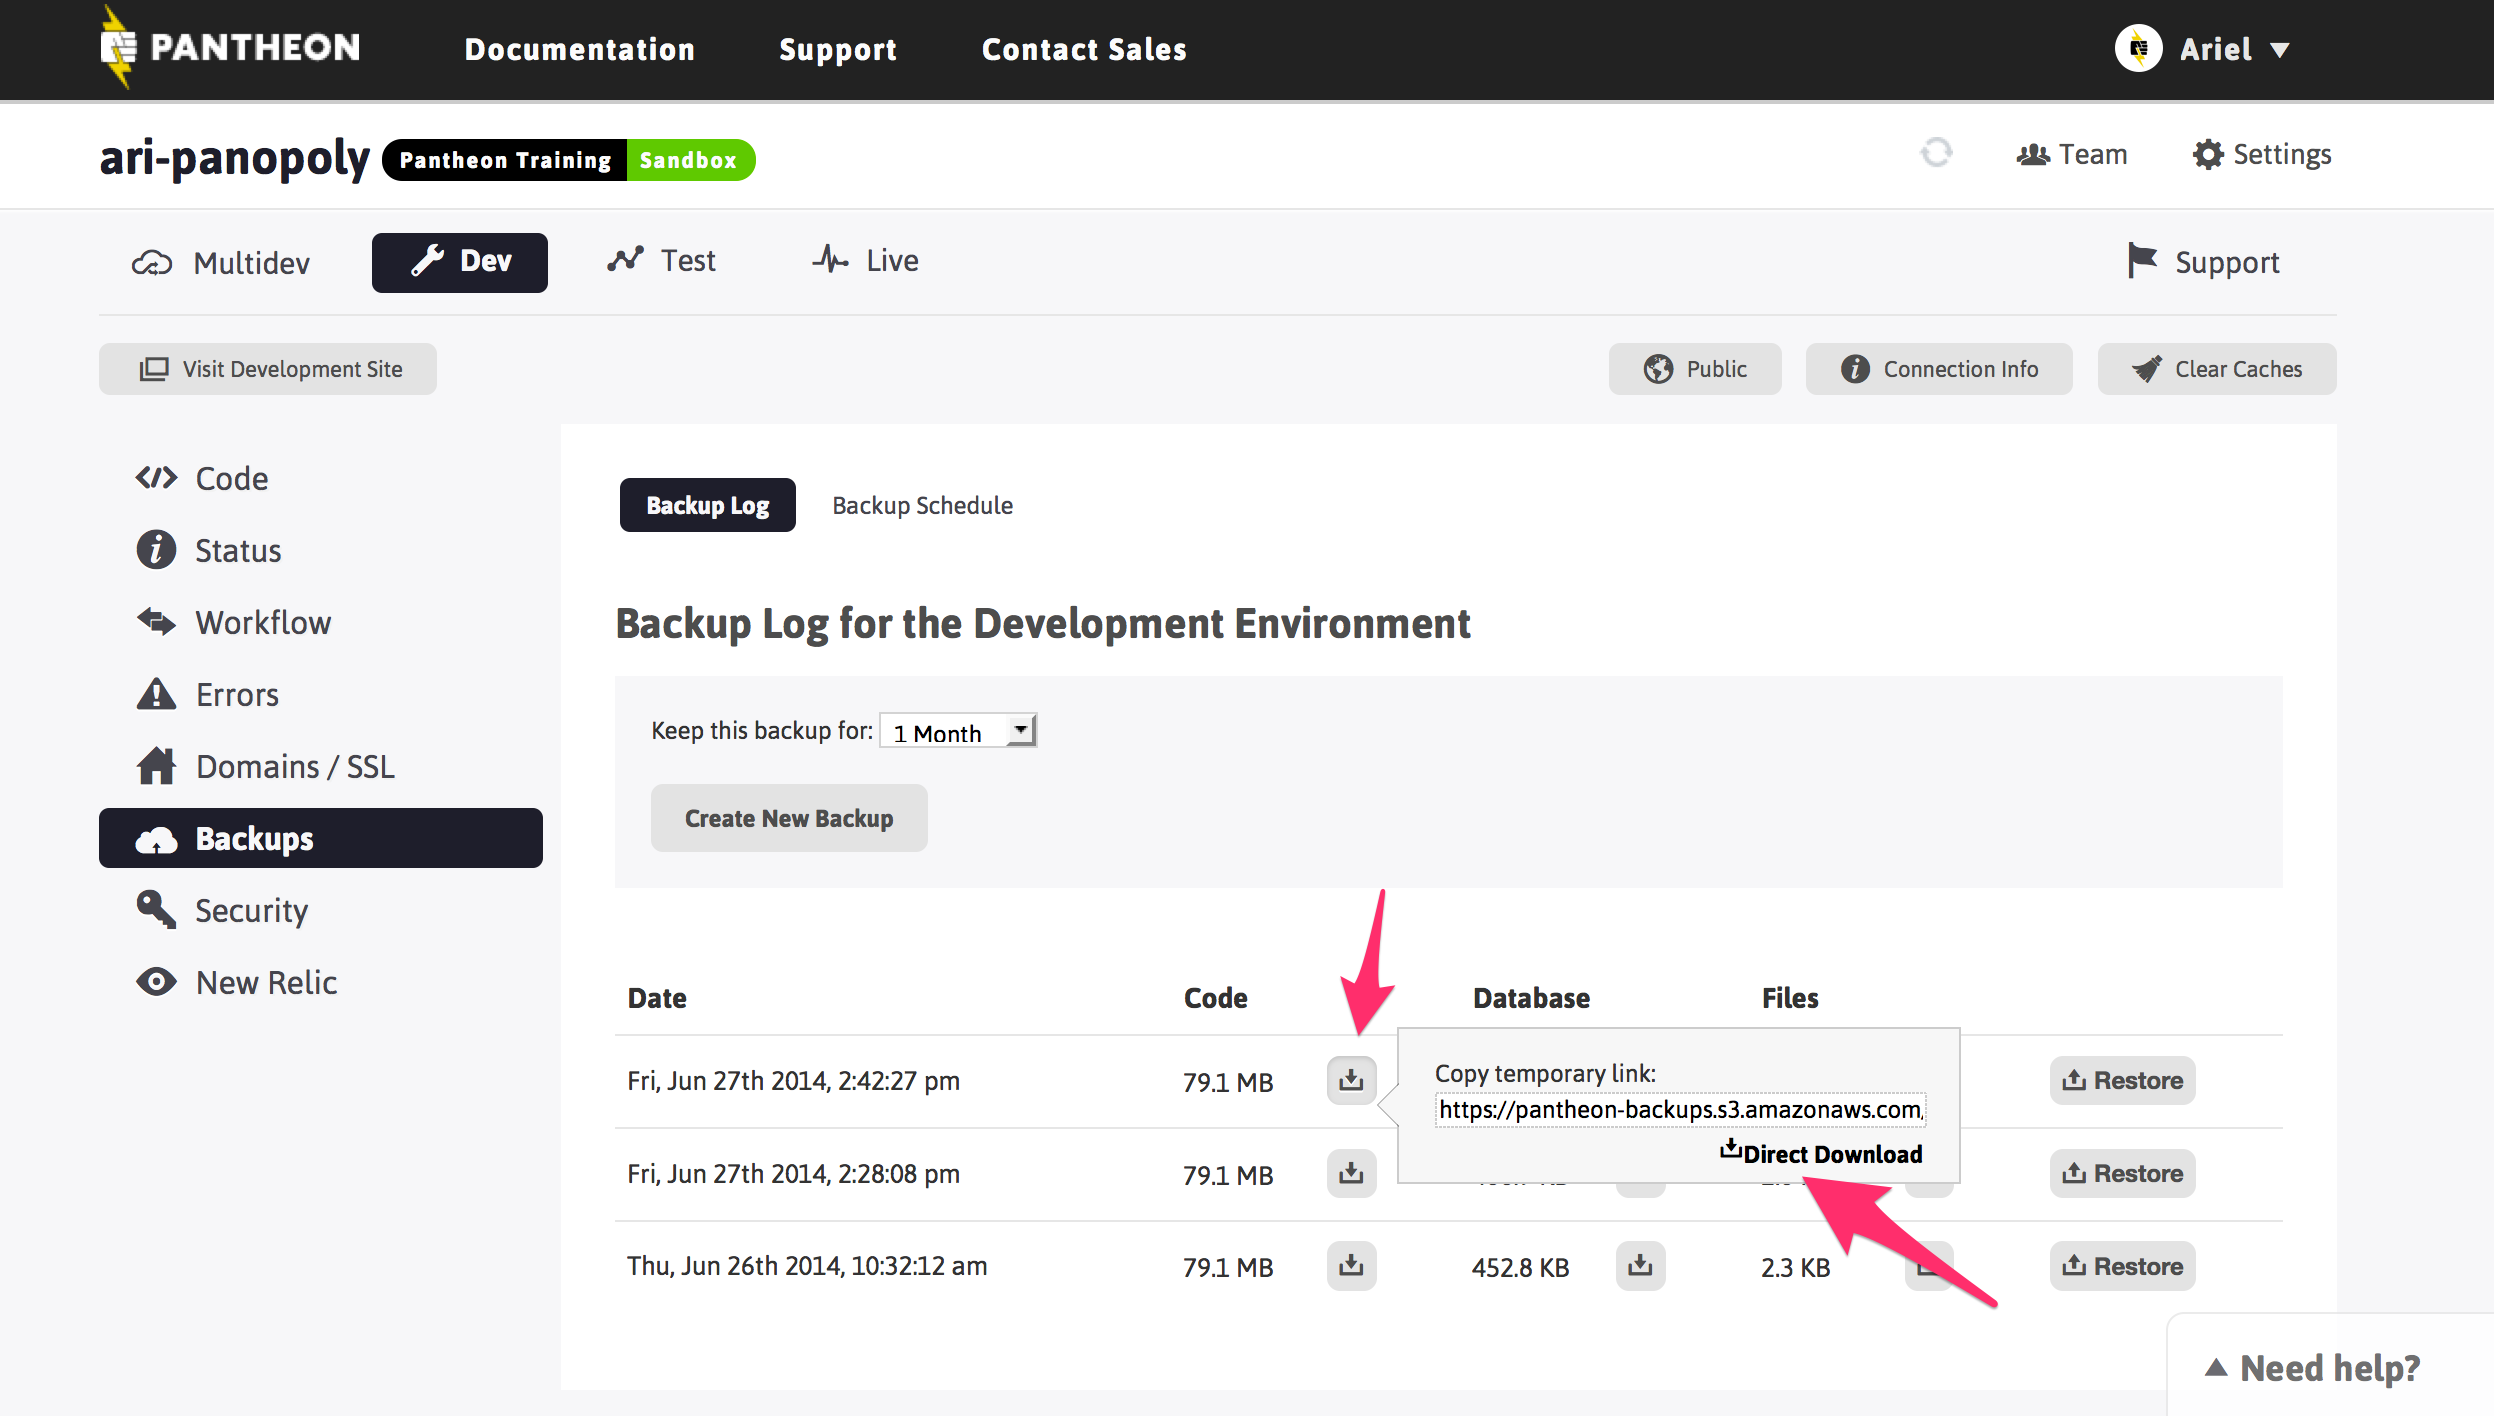 PANTHEON Documentation Support Contact Sales Ariel
ari-panopoly Pantheon Training Sandbox Team Settings
Multidev Dev Test Live Support
Visit Development Site Public Connection Info Clear Caches
Code
Status
Workflow
Errors
Domains / SSL
Backups
Security
New Relic
Backup Log Backup Schedule
Backup Log for the Development Environment
Keep this backup for: 1 Month
Create New Backup
Date Code Database Files
Fri, Jun 27th 2014, 2:42:27 pm 79.1 MB Restore
Copy temporary link:
https://pantheon-backups.s3.amazonaws.com
Direct Download
Fri, Jun 27th 2014, 2:28:08 pm 79.1 MB Restore
Thu, Jun 26th 2014, 10:32:12 am 79.1 MB 452.8 KB 2.3 KB Restore
Need help?